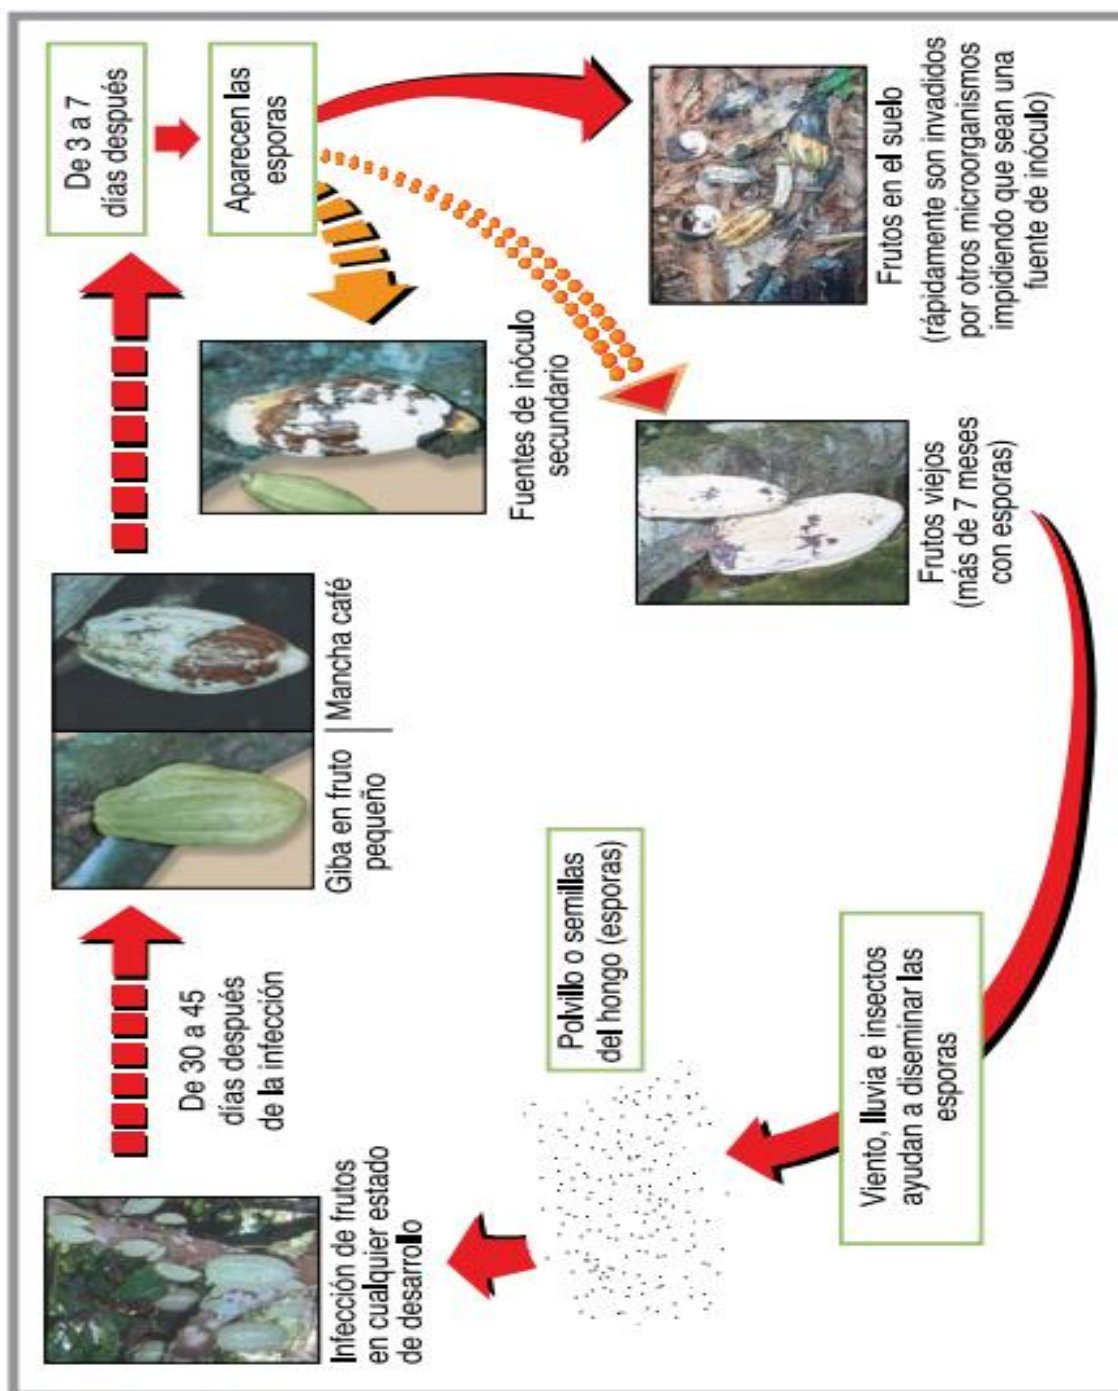 Infección de frutos
en cualquier estado
de desarrollo
De 30 a 45
días después
de la infección
Giba en fruto
pequeño
Mancha café
De 3 a 7
días después
Aparecen las
esporas
Fuentes de inóculo
secundario
Frutos en el suelo
(rápidamente son invadidos
por otros microorganismos
impidiendo que sean una
fuente de inóculo)
Frutos viejos
(más de 7 meses
con esporas)
Viento, lluvia e insectos
ayudan a diseminar las
esporas
Polvillo o semillas
del hongo (esporas)